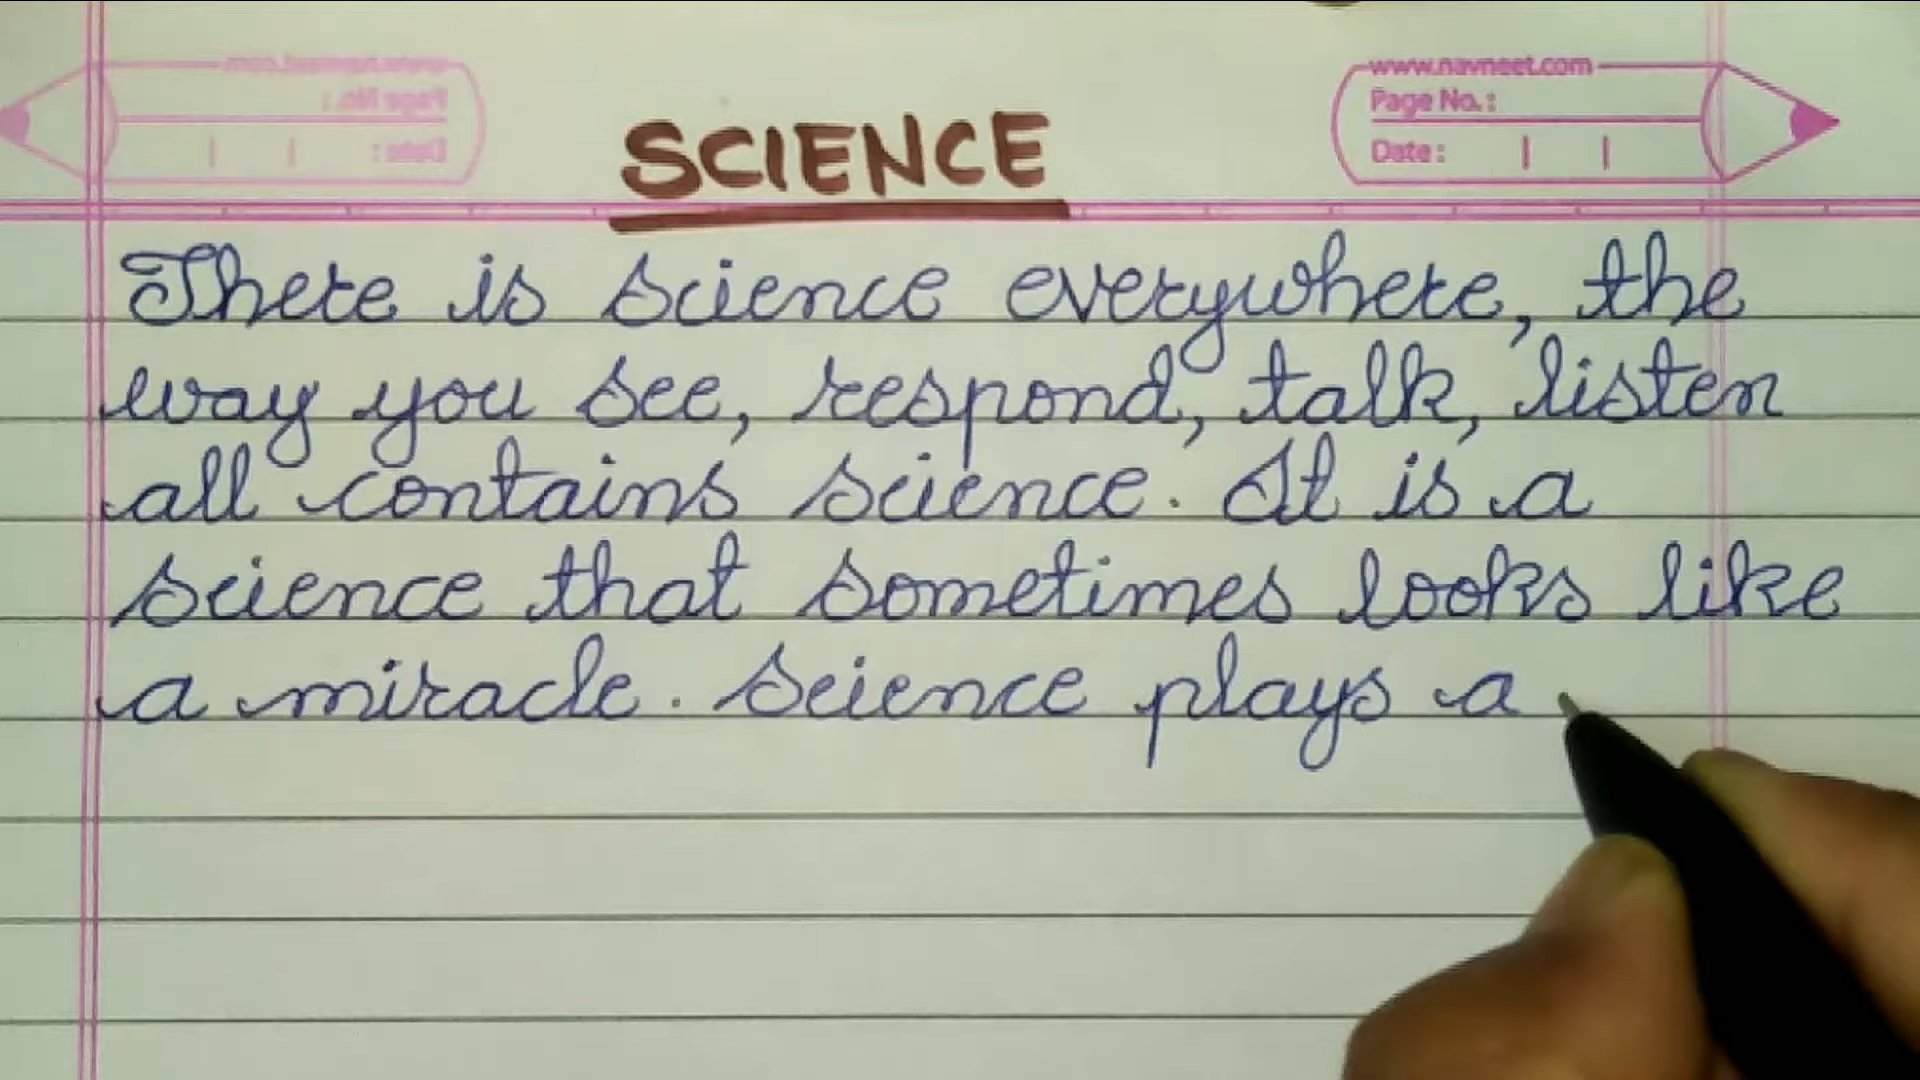 www.navneet.com
Page No. :
Date :
SCIENCE
There is science everywhere, the
way you see, respond, talk, listen
all contains science. It is a
science that sometimes looks like
a miracle. Science plays a